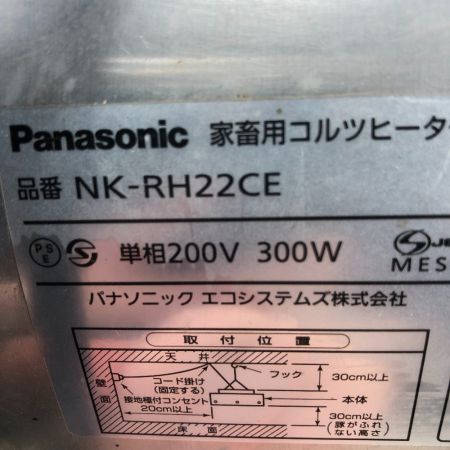 Panasonic 家畜用コルツヒーター
品番 NK-RH22CE
PS E S 単相200V 300W S JE
MES
パナソニック エコシステムズ株式会社
取付位置
天井
壁面
コード掛け
(固定する)
フック
30cm以上
接地極付コンセント
20cm以上
本体
30cm以上
(豚がふれ
ない高さ)
床面